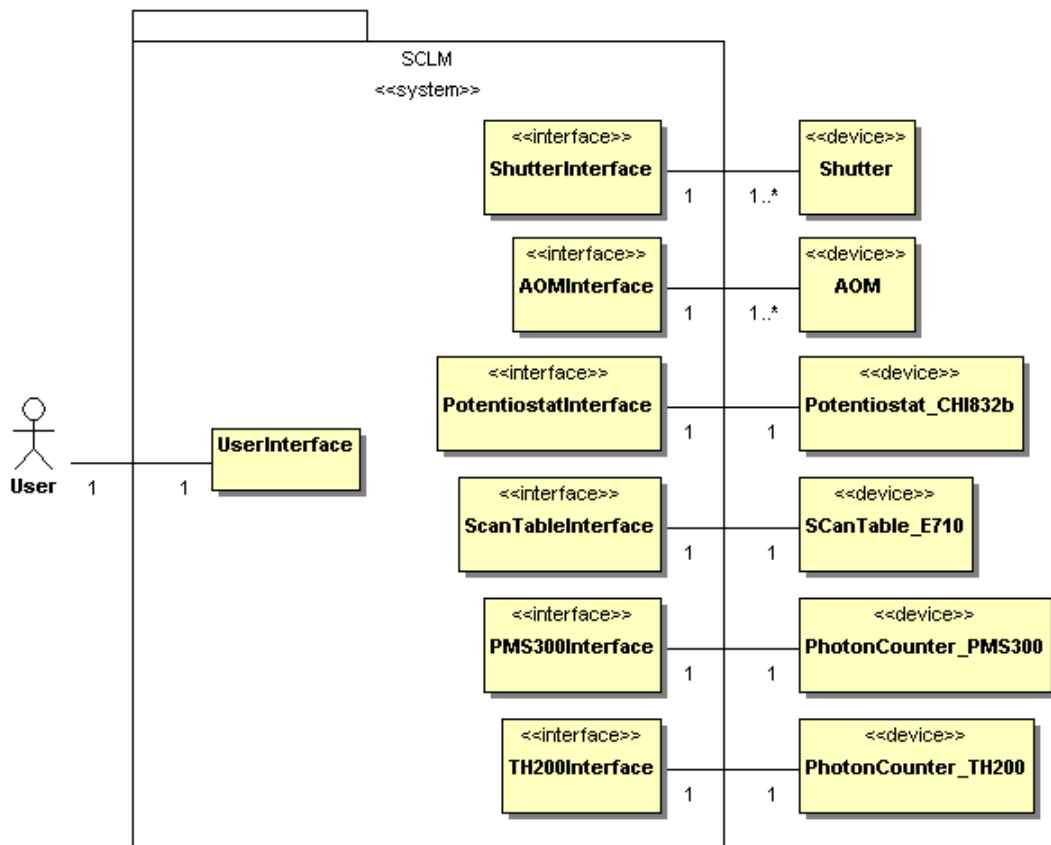 SCLM
<<system>>
<<interface>>
ShutterInterface
1
1..*
<<device>>
Shutter
<<interface>>
AOMInterface
1
1..*
<<device>>
AOM
<<interface>>
PotentiostatInterface
1
1
<<device>>
Potentiostat_CHI832b
User
1
1
UserInterface
<<interface>>
ScanTableInterface
1
1
<<device>>
SCanTable_E710
<<interface>>
PMS300Interface
1
1
<<device>>
PhotonCounter_PMS300
<<interface>>
TH200Interface
1
1
<<device>>
PhotonCounter_TH200